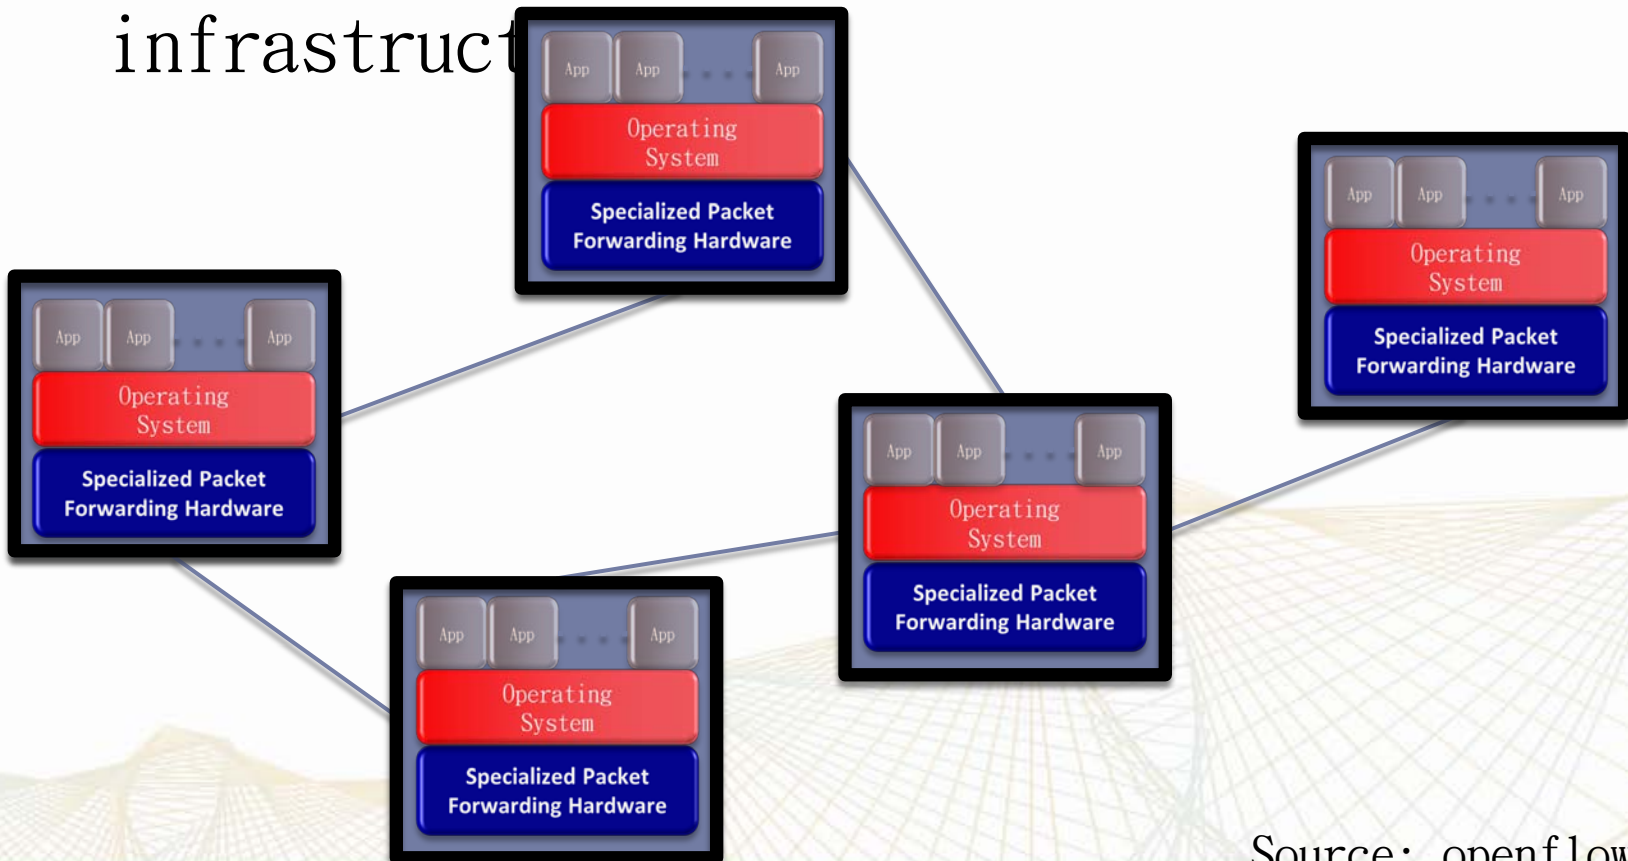 infrastruct
App App .... App
Operating
System
Specialized Packet
Forwarding Hardware
App App .... App
Operating
System
Specialized Packet
Forwarding Hardware
App App .... App
Operating
System
Specialized Packet
Forwarding Hardware
App App .... App
Operating
System
Specialized Packet
Forwarding Hardware
App App .... App
Operating
System
Specialized Packet
Forwarding Hardware
Source: openflow